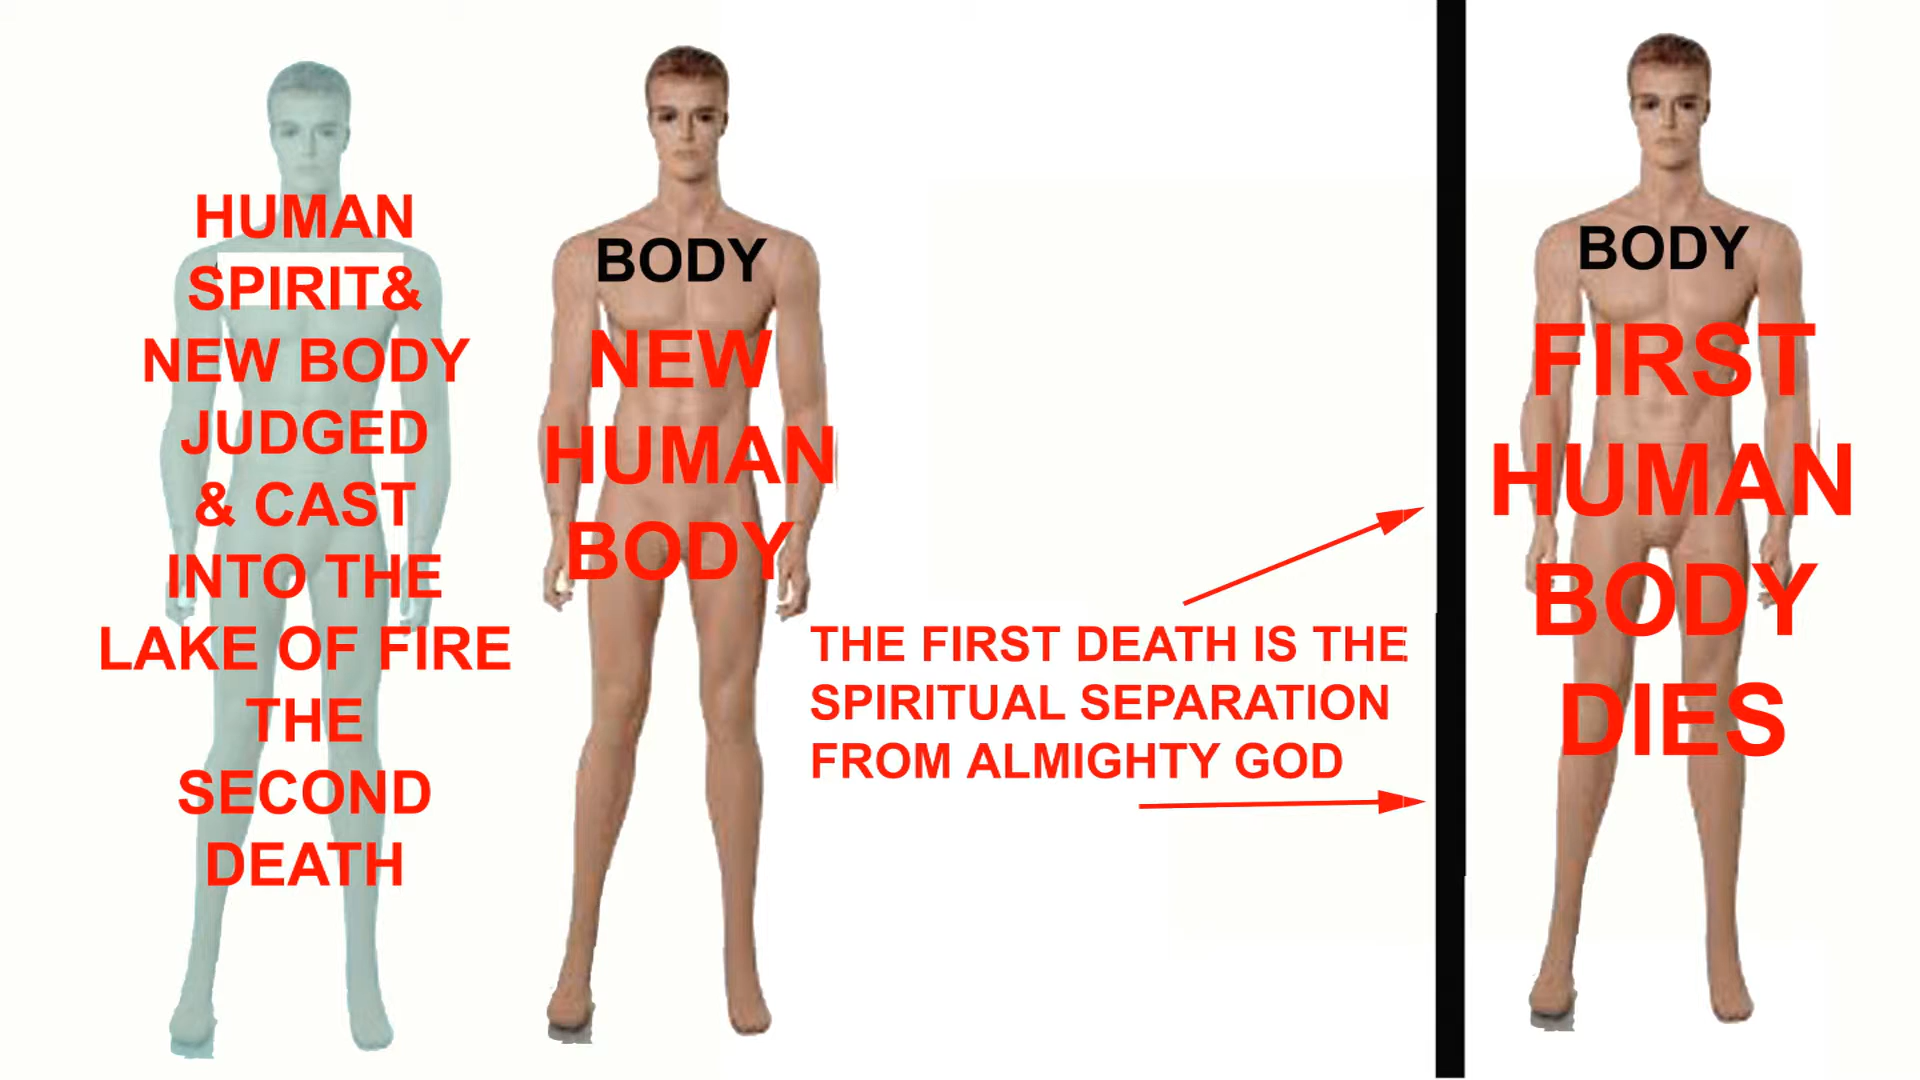 HUMAN
SPIRIT&
NEW BODY
JUDGED
& CAST
INTO THE
LAKE OF FIRE
THE
SECOND
DEATH
BODY
NEW
HUMAN
BODY
THE FIRST DEATH IS THE
SPIRITUAL SEPARATION
FROM ALMIGHTY GOD
BODY
FIRST
HUMAN
BODY
DIES